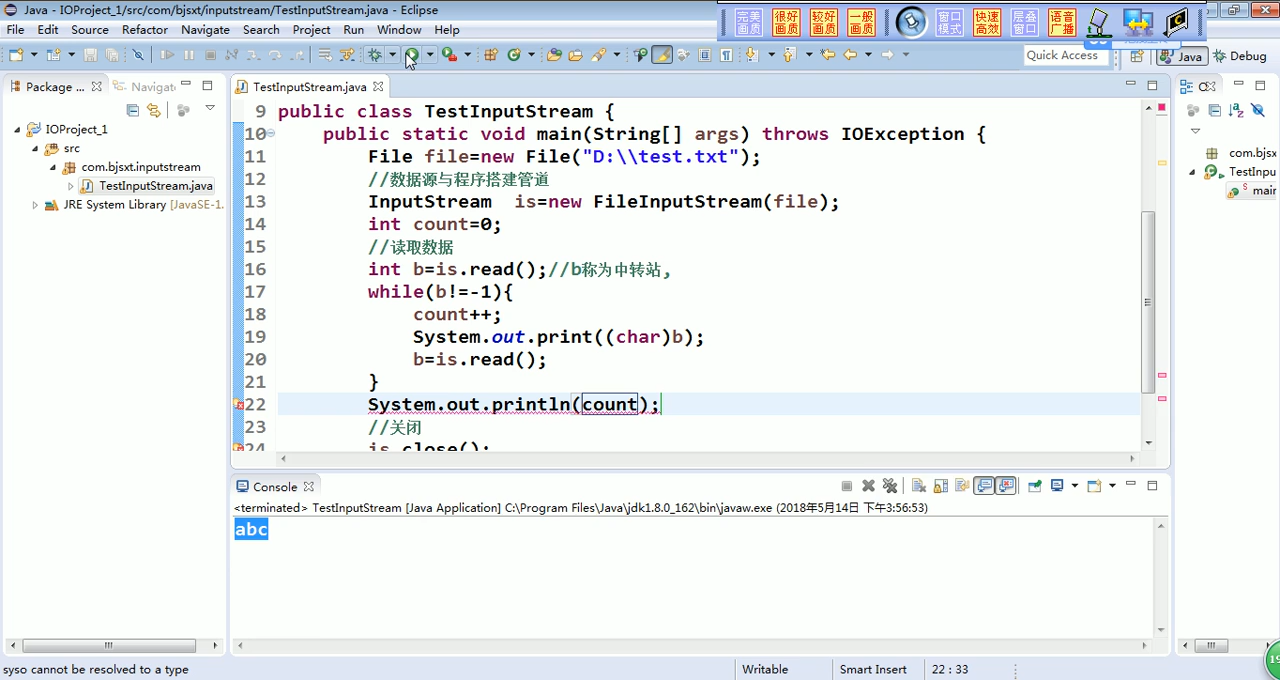 Java - IOProject_1/src/com/bjsxt/inputstream/TestInputStream.java - Eclipse
完美画质 很好画质 较好画质 一般画质 窗口模式 快速高效 层叠窗口 语音广播
File Edit Source Refactor Navigate Search Project Run Window Help
Quick Access Java Debug
Package ... Navigat
TestInputStream.java
IOProject_1
src
com.bjsxt.inputstream
TestInputStream.java
JRE System Library [JavaSE-1.
9 public class TestInputStream {
10 public static void main(String[] args) throws IOException {
11 File file=new File("D:\\test.txt");
12 //数据源与程序搭建管道
13 InputStream  is=new FileInputStream(file);
14 int count=0;
15 //读取数据
16 int b=is.read();//b称为中转站,
17 while(b!=-1){
18 count++;
19 System.out.print((char)b);
20 b=is.read();
21 }
22 System.out.println(count);
23 //关闭
24 is.close();
com.bjsx
TestInpu
mair
Console
<terminated> TestInputStream [Java Application] C:\Program Files\Java\jdk1.8.0_162\bin\javaw.exe (2018年5月14日 下午3:56:53)
abc
syso cannot be resolved to a type
Writable
Smart Insert
22 : 33